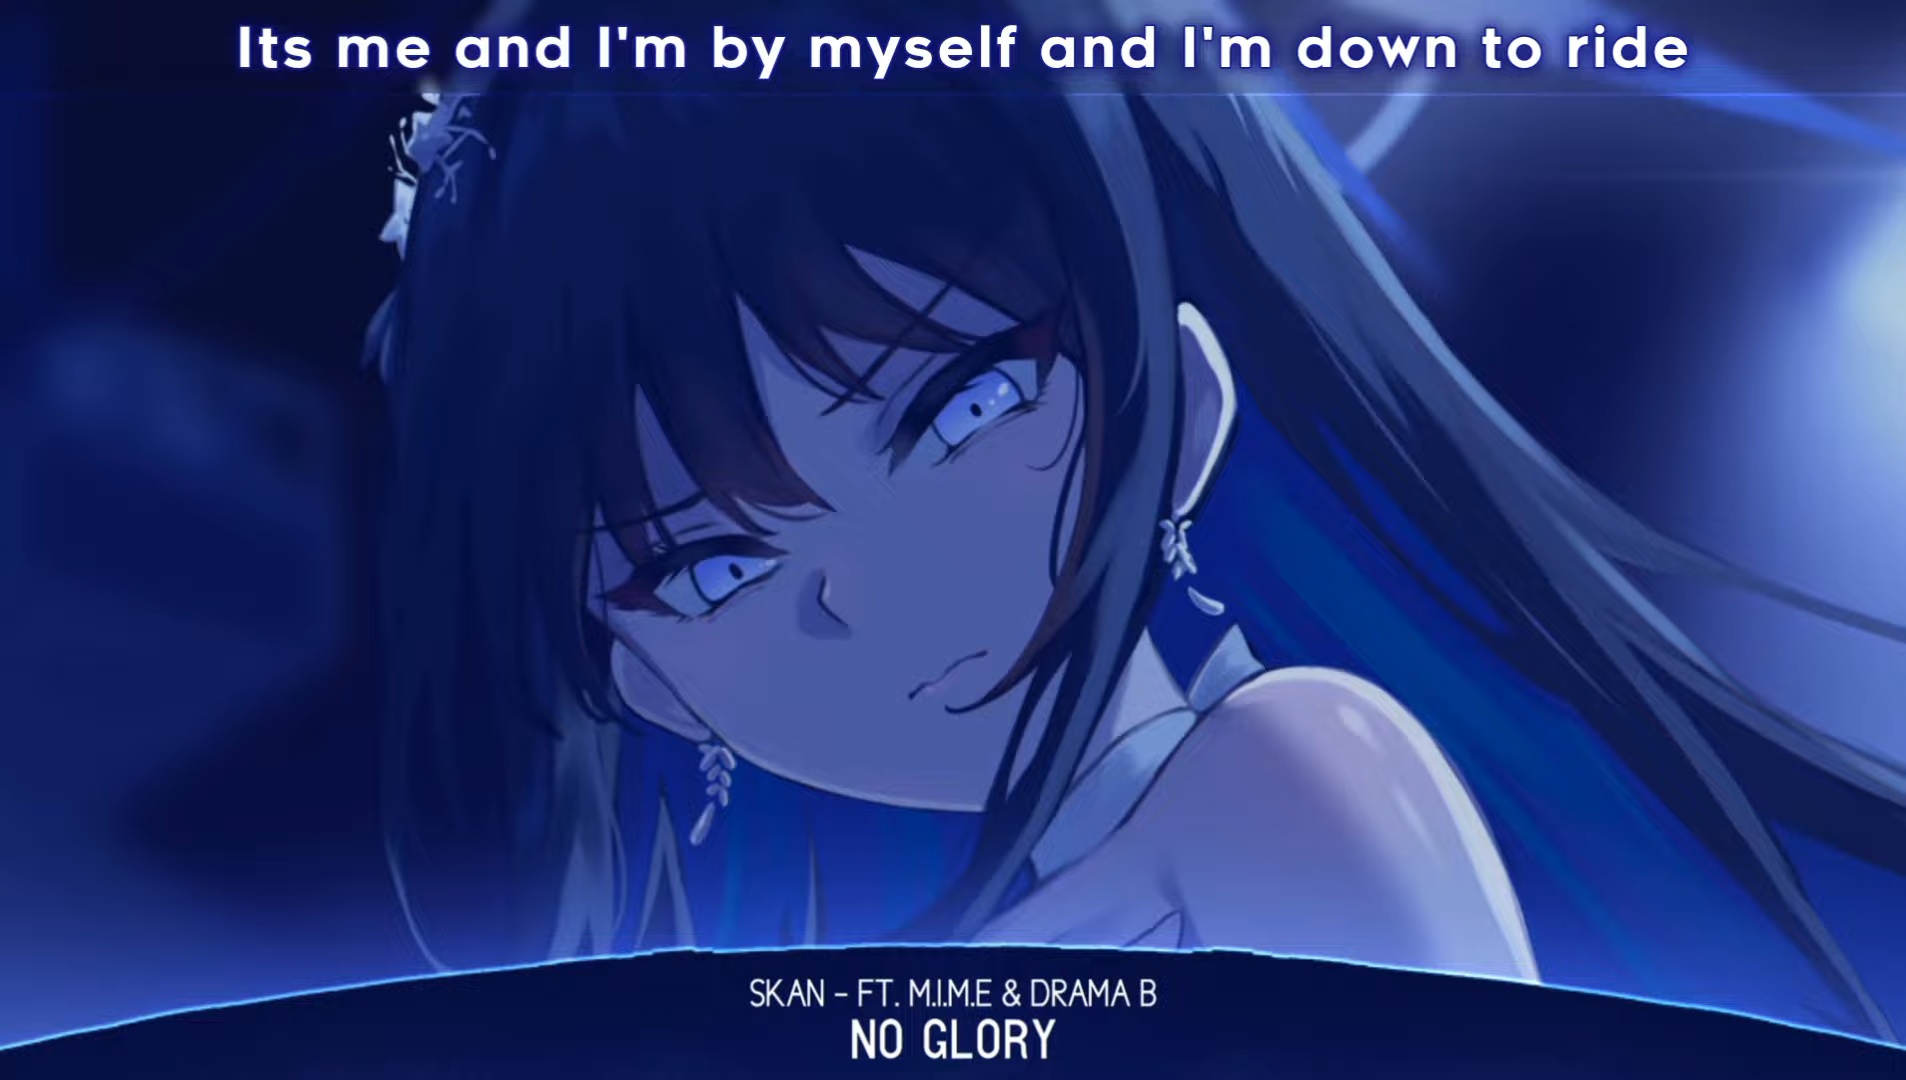 Its me and I'm by myself and I'm down to ride
SKAN - FT. M.I.M.E & DRAMA B
NO GLORY